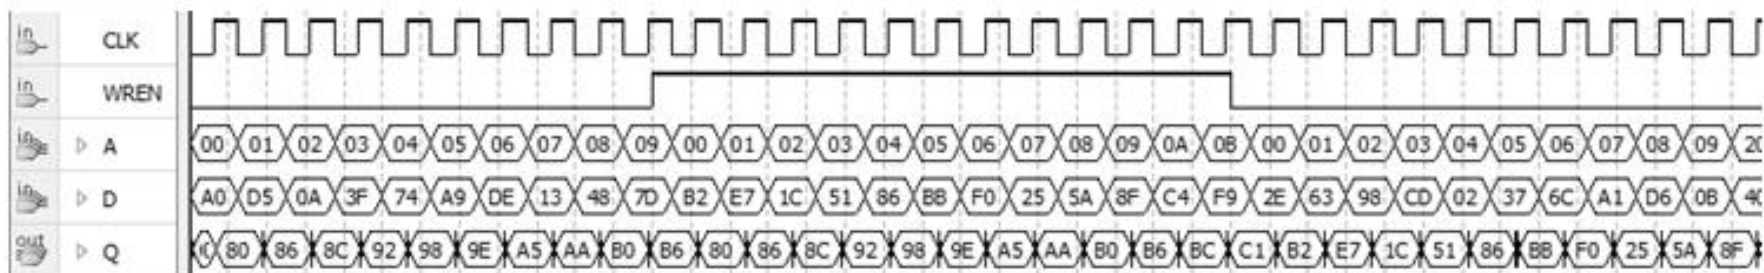 in CLK
in WREN
in A 00 01 02 03 04 05 06 07 08 09 00 01 02 03 04 05 06 07 08 09 0A 0B 00 01 02 03 04 05 06 07 08 09
in D A0 D5 0A 3F 74 A9 DE 13 48 7D B2 E7 1C 51 86 BB F0 25 5A 8F C4 F9 2E 63 98 CD 02 37 6C A1 D6 0B
out Q 80 86 8C 92 98 9E A5 AA B0 B6 80 86 8C 92 98 9E A5 AA B0 B6 BC C1 B2 E7 1C 51 86 BB F0 25 5A 8F